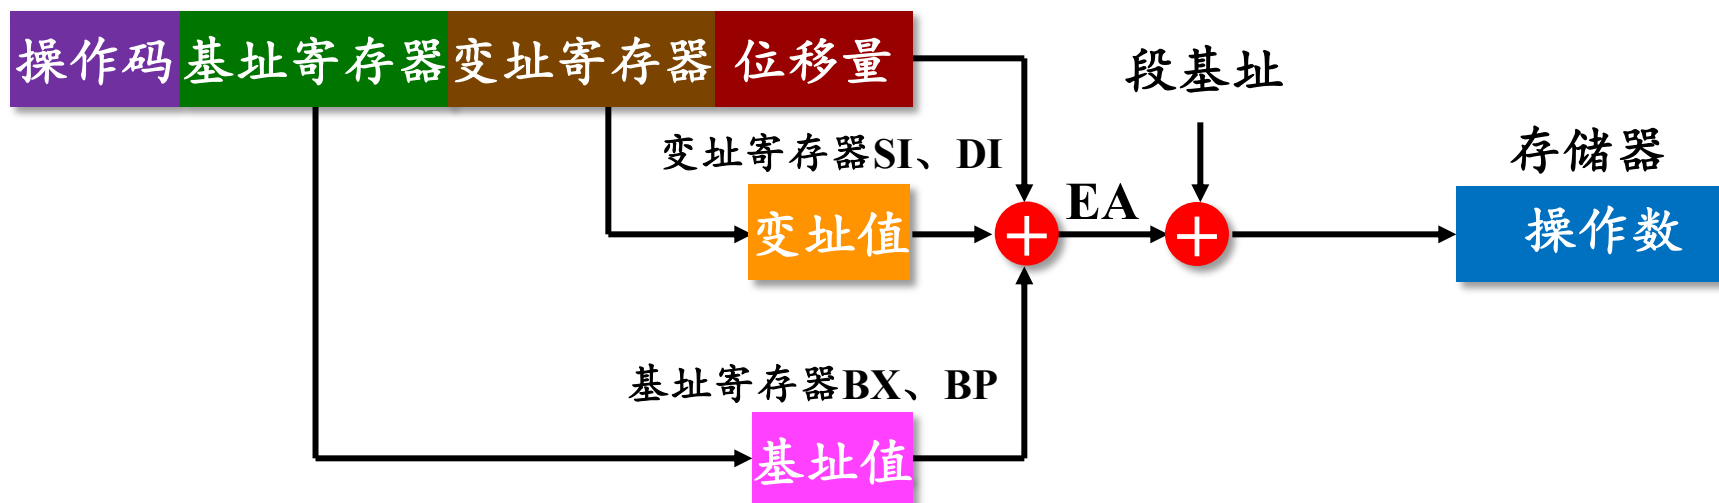 操作码 基址寄存器 变址寄存器 位移量
段基址
变址寄存器SI、DI
存储器
变址值
EA
操作数
基址寄存器BX、BP
基址值